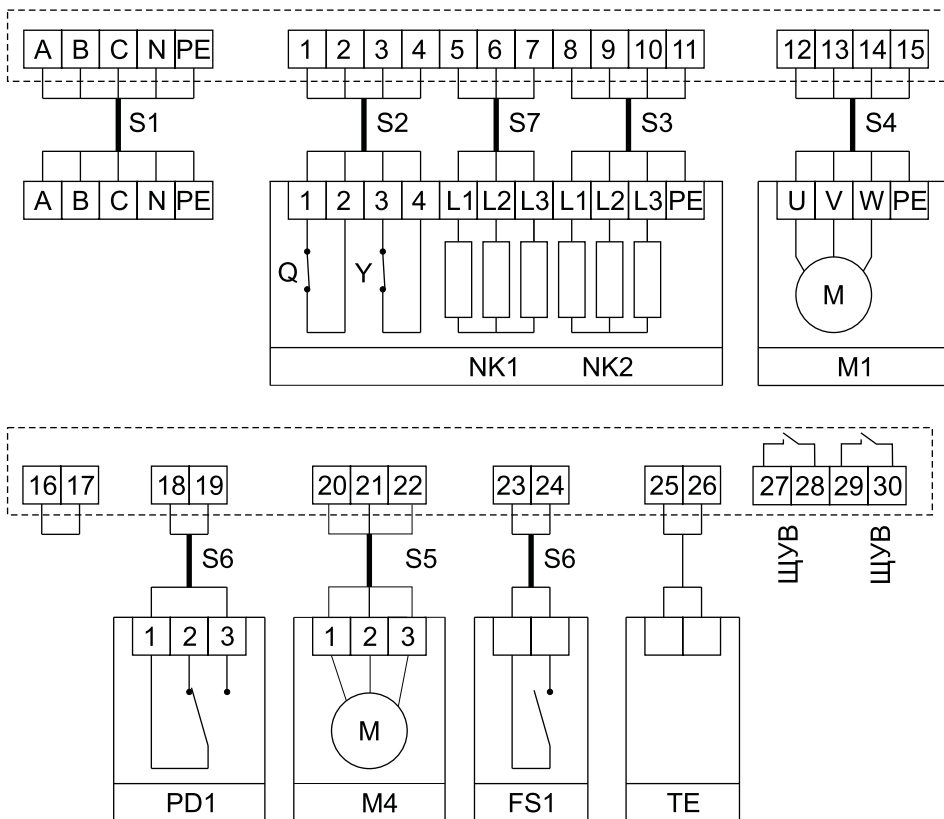 A B C N PE 1 2 3 4 5 6 7 8 9 10 11 12 13 14 15
S1 S2 S7 S3 S4
A B C N PE 1 2 3 4 L1 L2 L3 L1 L2 L3 PE U V W PE
Q Y M
NK1 NK2 M1
16 17 18 19 20 21 22 23 24 25 26 27 28 29 30
S6 S5 S6 ЩУВ ЩУВ
1 2 3 1 2 3
M
PD1 M4 FS1 TE